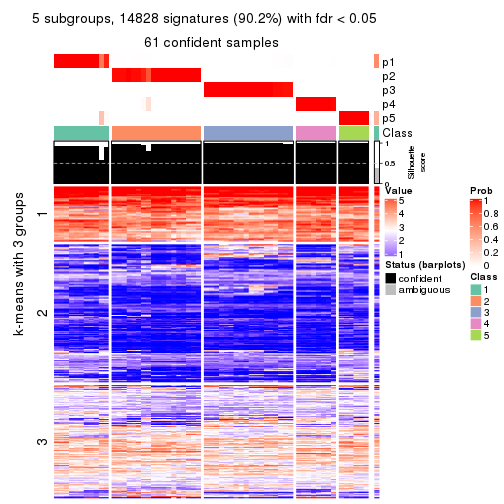 5 subgroups, 14828 signatures (90.2%) with fdr < 0.05
61 confident samples
p1
p2
p3
p4
p5
Class
1
0.5
0
Silhouette
score
k-means with 3 groups
1
2
3
Value
5
4
3
2
1
Status (barplots)
confident
ambiguous
Prob
1
0.8
0.6
0.4
0.2
0
Class
1
2
3
4
5